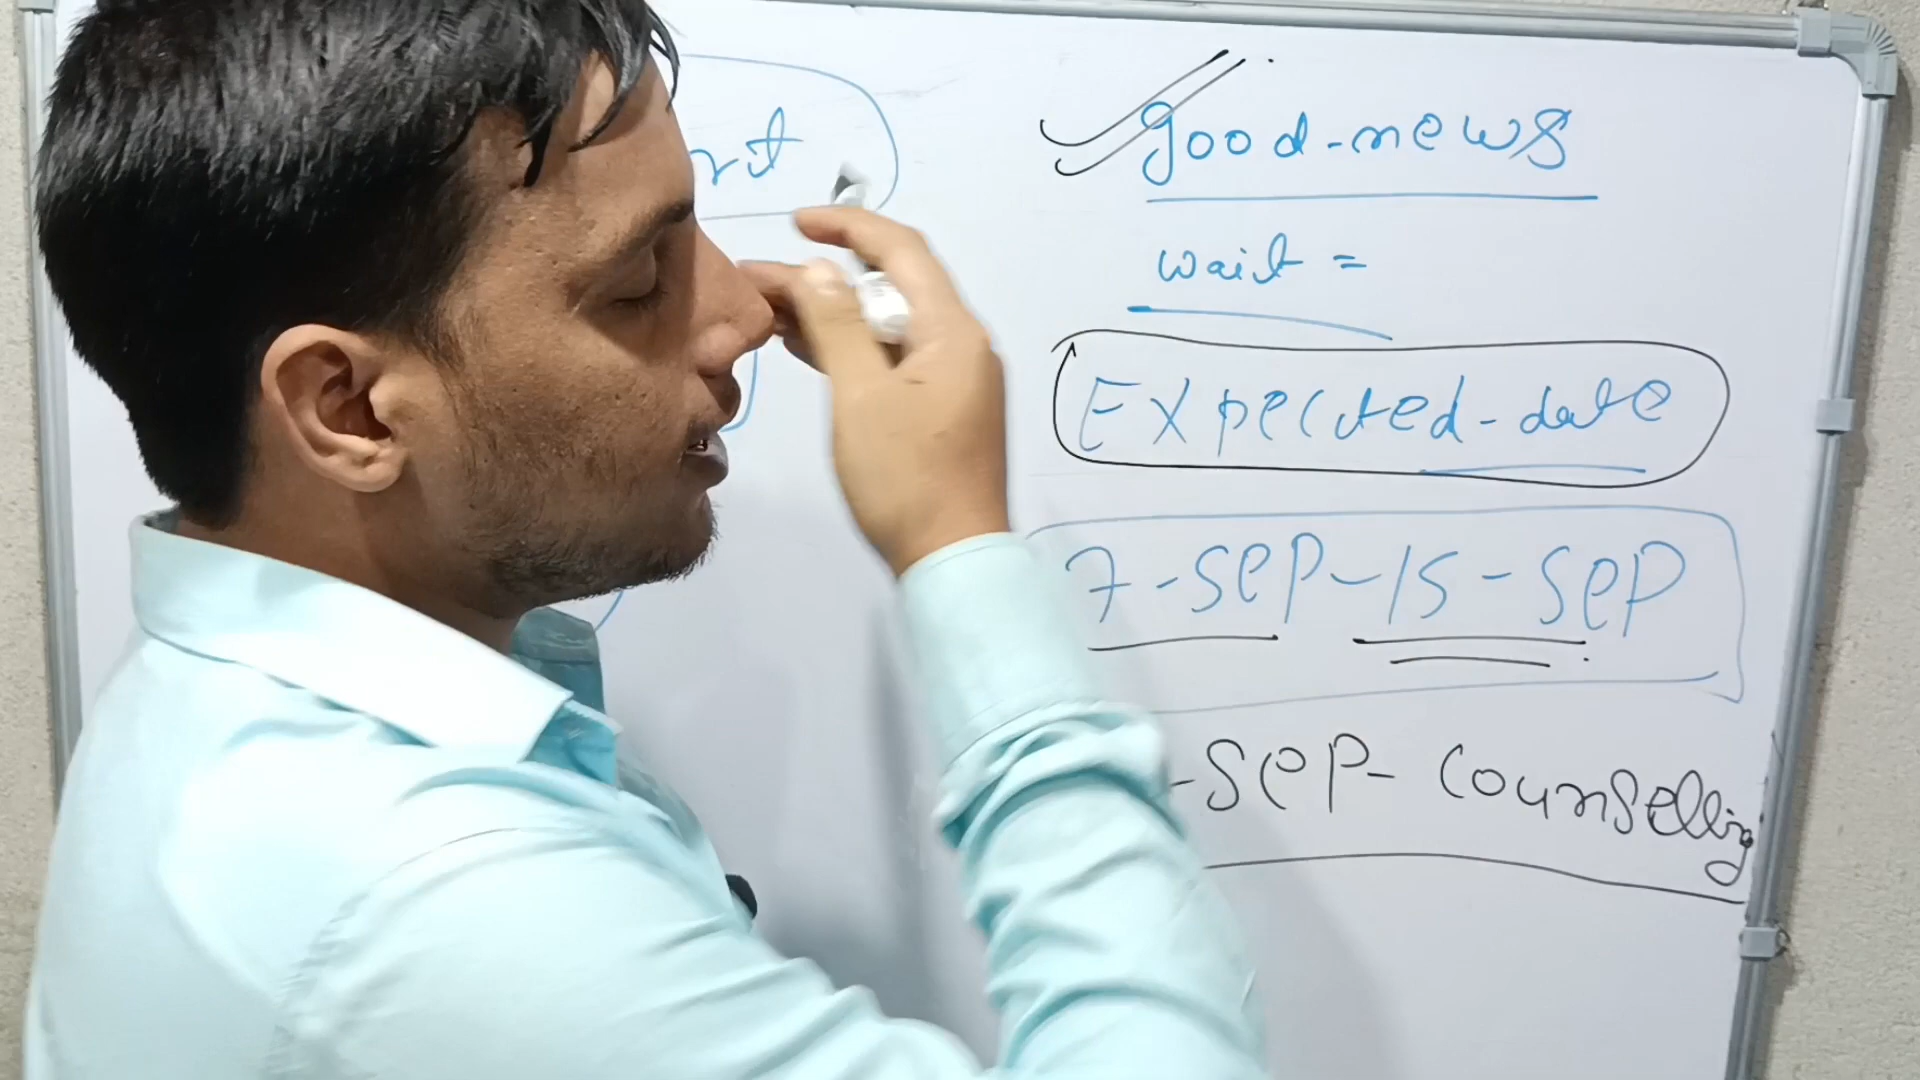 good-news
wait =
Expected-date
7-Sep-15-Sep
-Sep- Counselling